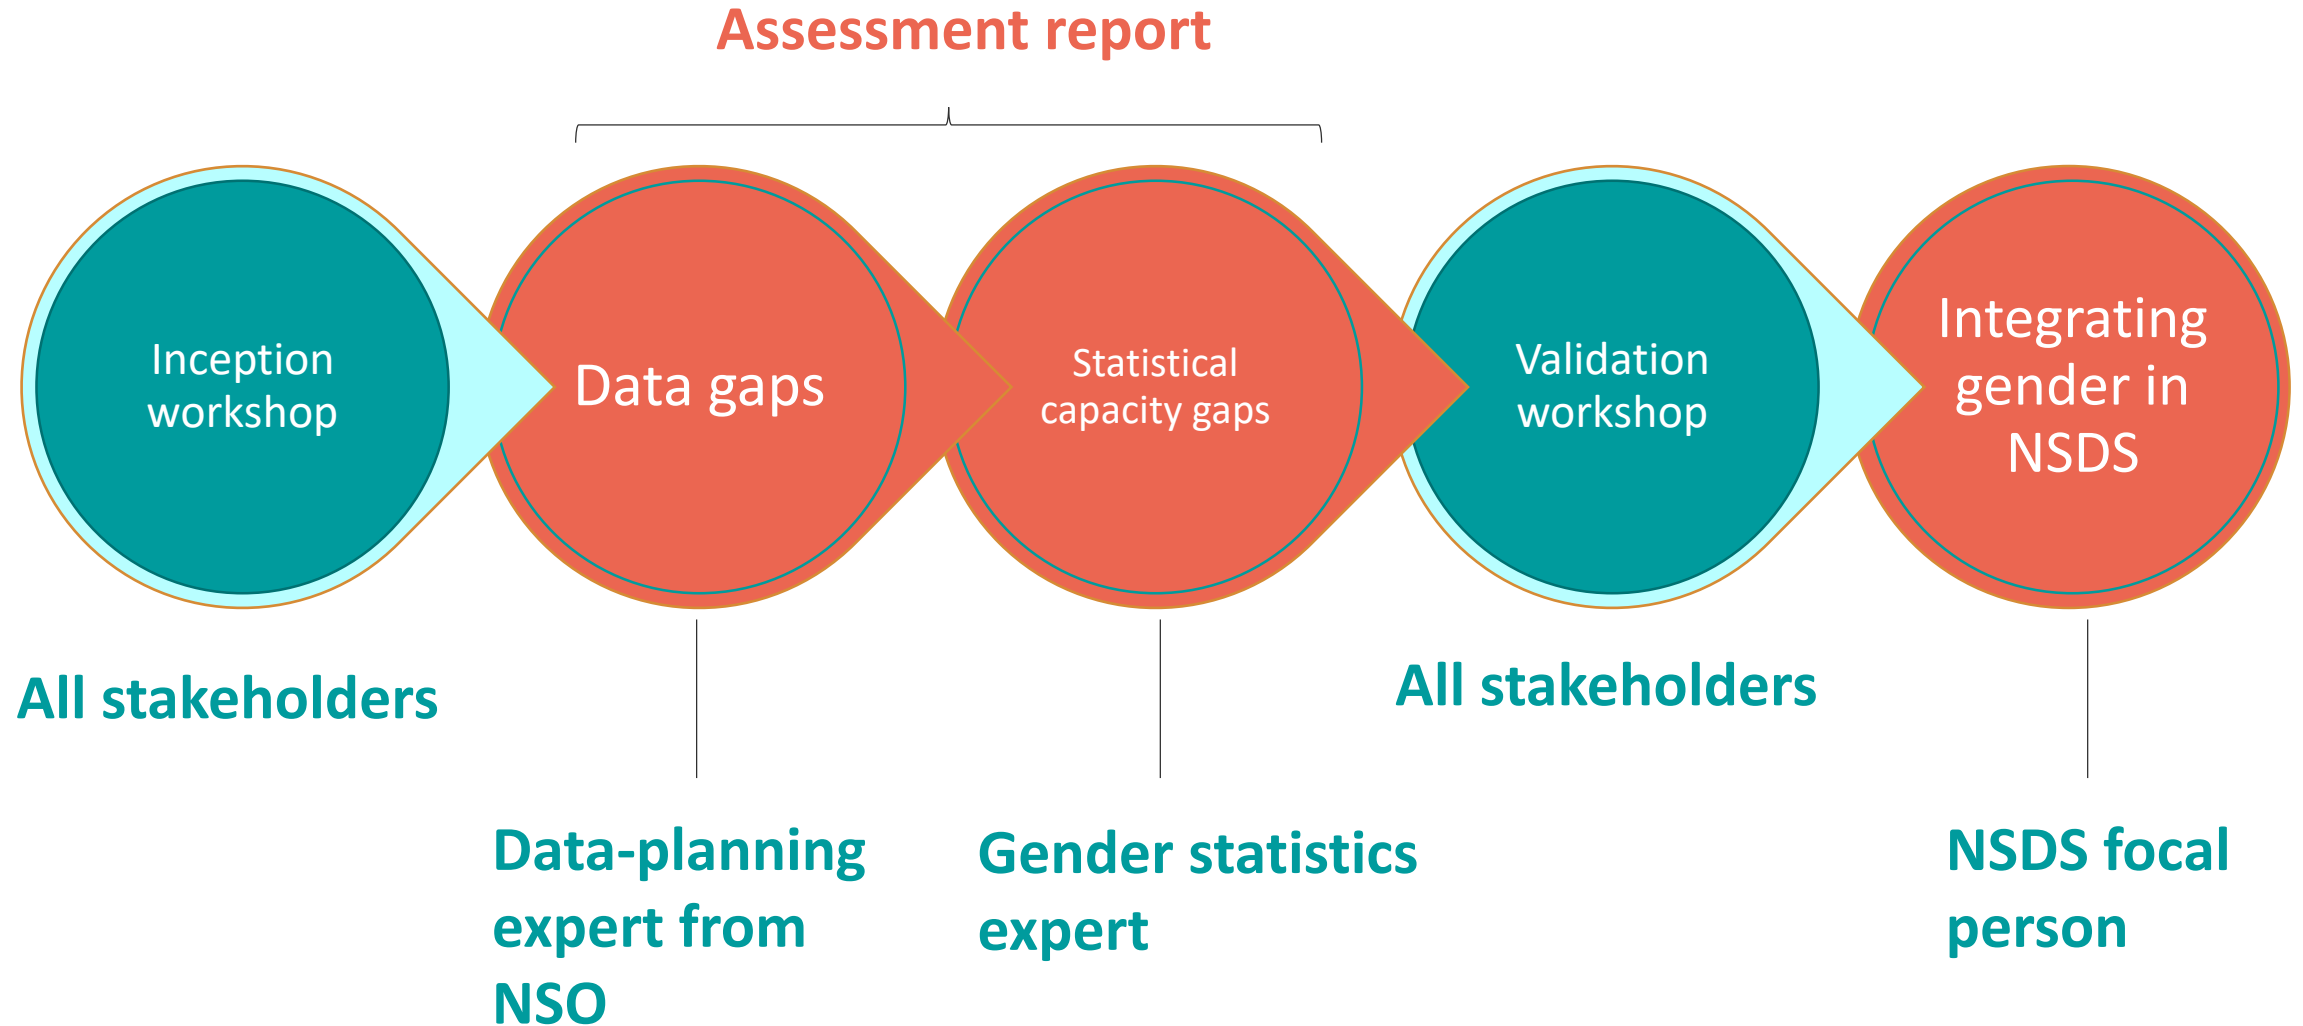 Assessment report
Inception
workshop
Data gaps
Statistical
capacity gaps
Validation
workshop
Integrating
gender in
NSDS
All stakeholders
All stakeholders
Data-planning
expert from
NSO
Gender statistics
expert
NSDS focal
person